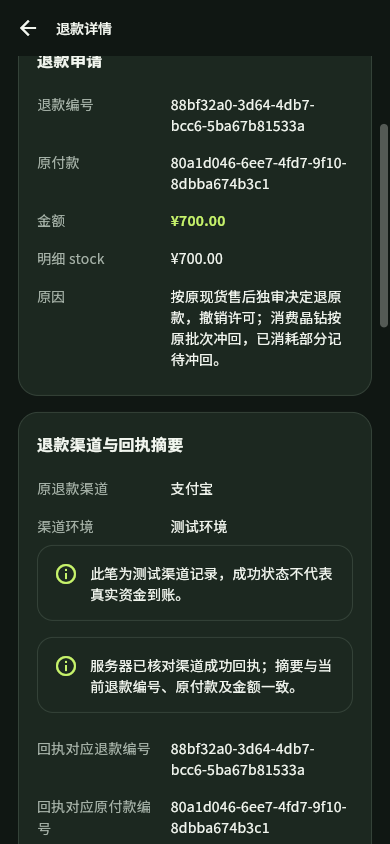 退款详情
退款申请
退款编号
88bf32a0-3d64-4db7-
bcc6-5ba67b81533a
原付款
80a1d046-6ee7-4fd7-9f10-
8dbba674b3c1
金额
¥700.00
明细 stock
¥700.00
原因
按原现货售后独审决定退原
款，撤销许可；消费晶钻按
原批次冲回，已消耗部分记
待冲回。
退款渠道与回执摘要
原退款渠道
支付宝
渠道环境
测试环境
此笔为测试渠道记录，成功状态不代表
真实资金到账。
服务器已核对渠道成功回执；摘要与当
前退款编号、原付款及金额一致。
回执对应退款编号
88bf32a0-3d64-4db7-
bcc6-5ba67b81533a
回执对应原付款编
号
80a1d046-6ee7-4fd7-9f10-
8dbba674b3c1